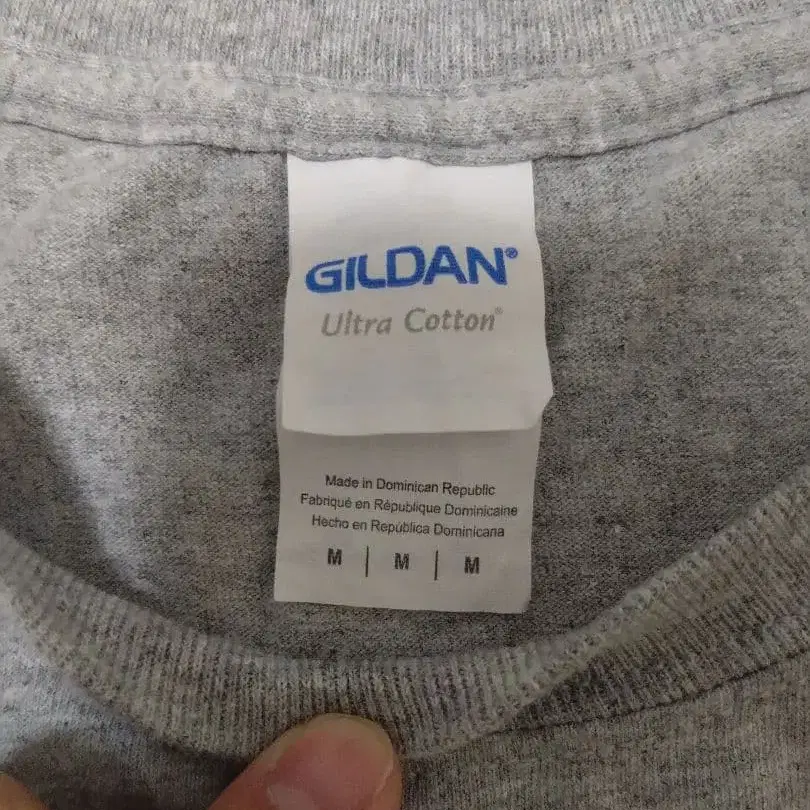 GILDAN®
Ultra Cotton®
Made in Dominican Republic
Fabriqué en République Dominicaine
Hecho en República Dominicana
M | M | M